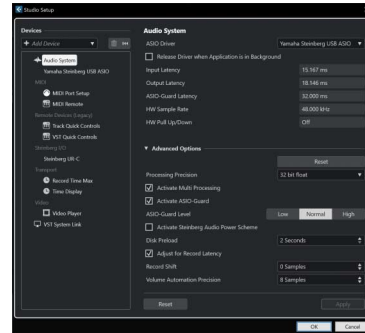 Studio Setup
Devices
+ Add Device
Audio System
Yamaha Steinberg USB ASIO
MIDI
MIDI Port Setup
MIDI Remote
Remote Devices (Legacy)
Track Quick Controls
VST Quick Controls
Steinberg I/O
Steinberg UR-C
Transport
Record Time Max
Time Display
Video
Video Player
VST System Link
Audio System
ASIO Driver Yamaha Steinberg USB ASIO
Release Driver when Application is in Background
Input Latency 15.167 ms
Output Latency 18.146 ms
ASIO-Guard Latency 32.000 ms
HW Sample Rate 48.000 kHz
HW Pull Up/Down Off
Advanced Options
Reset
Processing Precision 32 bit float
Activate Multi Processing
Activate ASIO-Guard
ASIO-Guard Level Low Normal High
Activate Steinberg Audio Power Scheme
Disk Preload 2 Seconds
Adjust for Record Latency
Record Shift 0 Samples
Volume Automation Precision 8 Samples
Reset Apply
OK Cancel